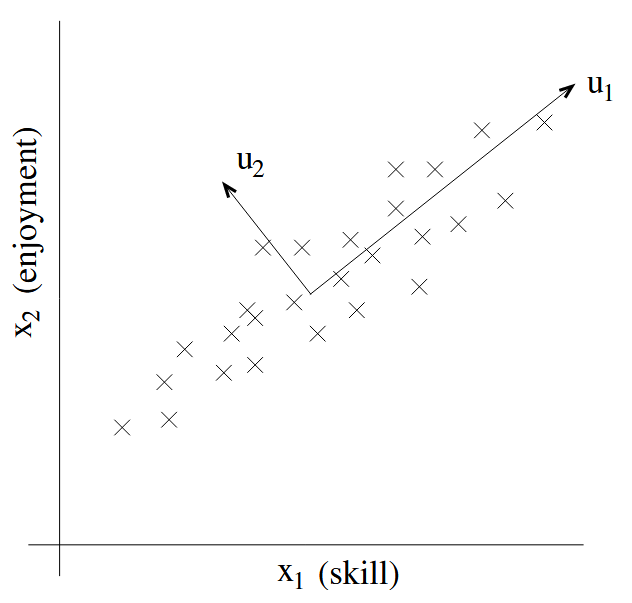 u₁
u₂
x₂ (enjoyment)
x₁ (skill)